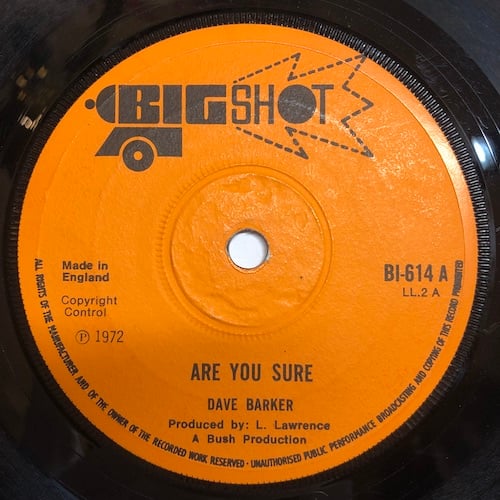 BIGSHOT
Made in
England
Copyright
Control
℗ 1972
BI-614 A
LL.2 A
ARE YOU SURE
DAVE BARKER
Produced by: L. Lawrence
A Bush Production
ALL RIGHTS OF THE MANUFACTURER AND OF THE OWNER OF THE RECORDED WORK RESERVED · UNAUTHORISED PUBLIC PERFORMANCE BROADCASTING AND COPYING OF THIS RECORD PROHIBITED